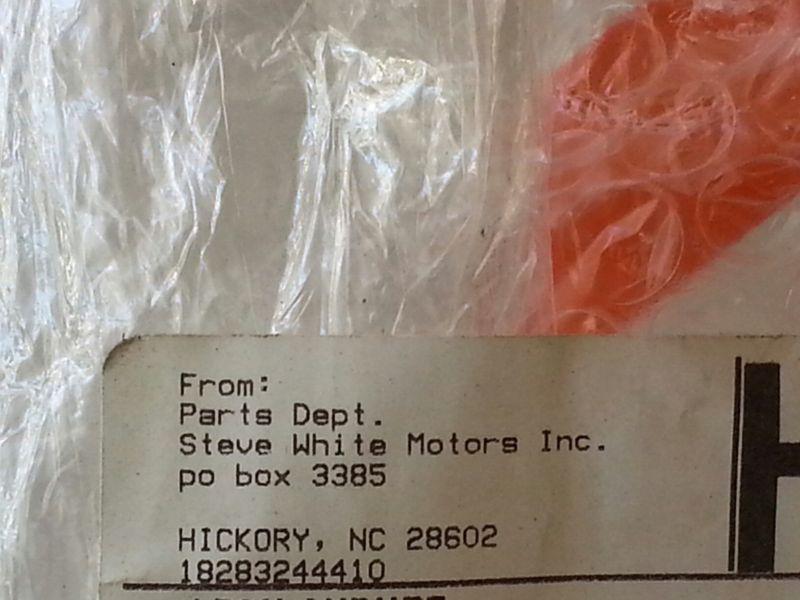 From:
Parts Dept.
Steve White Motors Inc.
po box 3385
HICKORY, NC 28602
18283244410
H